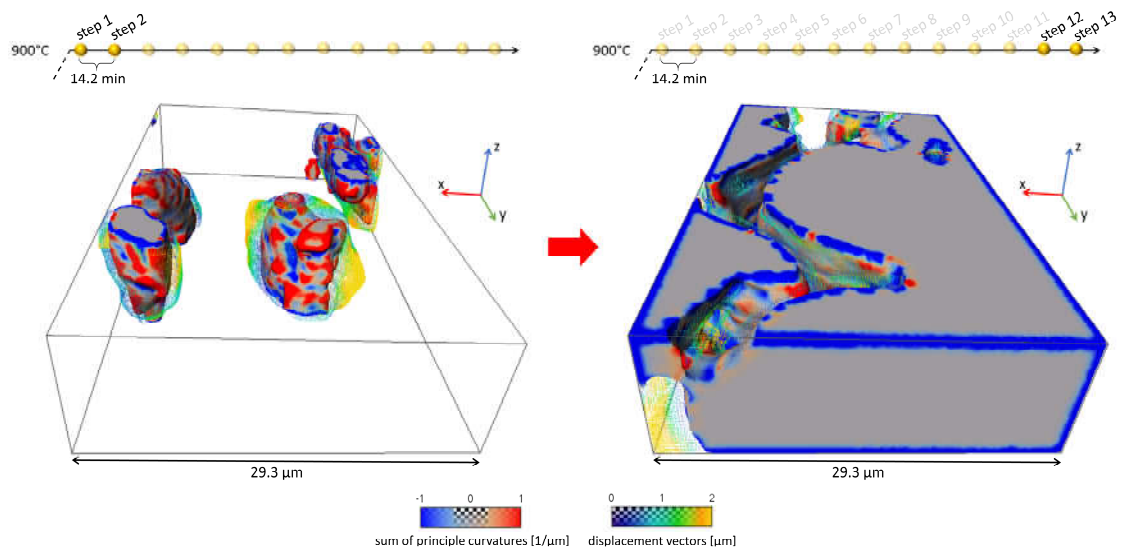 step 1
step 2
900°C
14.2 min
z
x
y
29.3 µm
step 1
step 2
step 3
step 4
step 5
step 6
step 7
step 8
step 9
step 10
step 11
step 12
step 13
900°C
14.2 min
z
x
y
29.3 µm
-1 0 1
sum of principle curvatures [1/µm]
0 1 2
displacement vectors [µm]